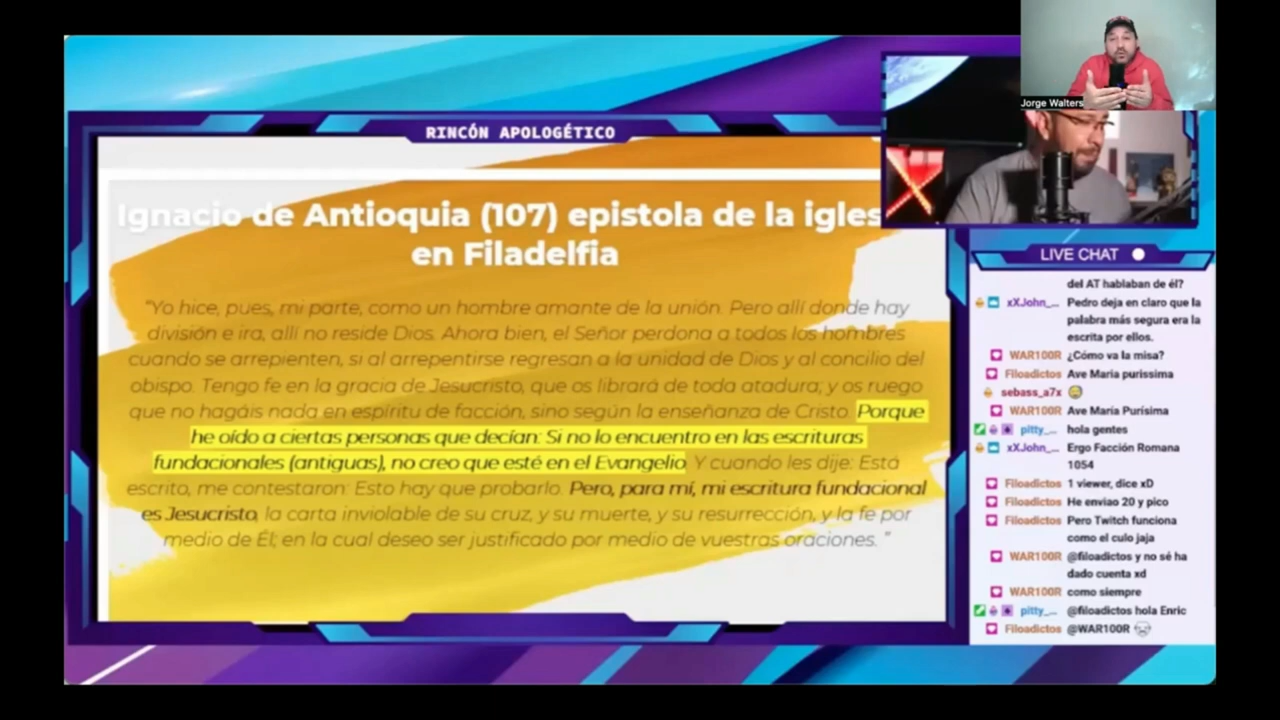 Jorge Walters
RINCÓN APOLOGÉTICO
Ignacio de Antioquia (107) epistola de la igles
en Filadelfia
"Yo hice, pues, mi parte, como un hombre amante de la unión. Pero allí donde hay
división e ira, allí no reside Dios. Ahora bien, el Señor perdona a todos los hombres
cuando se arrepienten, si al arrepentirse regresan a la unidad de Dios y al concilio del
obispo. Tengo fe en la gracia de Jesucristo, que os librará de toda atadura; y os ruego
que no hagáis nada en espíritu de facción, sino según la enseñanza de Cristo. Porque
he oído a ciertas personas que decían: Si no lo encuentro en las escrituras
fundacionales (antiguas), no creo que esté en el Evangelio. Y cuando les dije: Está
escrito, me contestaron: Esto hay que probarlo. Pero, para mí, mi escritura fundacional
es Jesucristo, la carta inviolable de su cruz, y su muerte, y su resurrección, y la fe por
medio de Él; en la cual deseo ser justificado por medio de vuestras oraciones. "
LIVE CHAT
del AT hablaban de él?
xXJohn_... Pedro deja en claro que la
palabra más segura era la
escrita por ellos.
WAR100R ¿Cómo va la misa?
Filoadictos Ave Maria purissima
sebass_a7x
WAR100R Ave María Purísima
pitty_... hola gentes
xXJohn_... Ergo Facción Romana
1054
Filoadictos 1 viewer, dice xD
Filoadictos He enviao 20 y pico
Filoadictos Pero Twitch funciona
como el culo jaja
WAR100R @filoadictos y no sé ha
dado cuenta xd
WAR100R como siempre
pitty_... @filoadictos hola Enric
Filoadictos @WAR100R